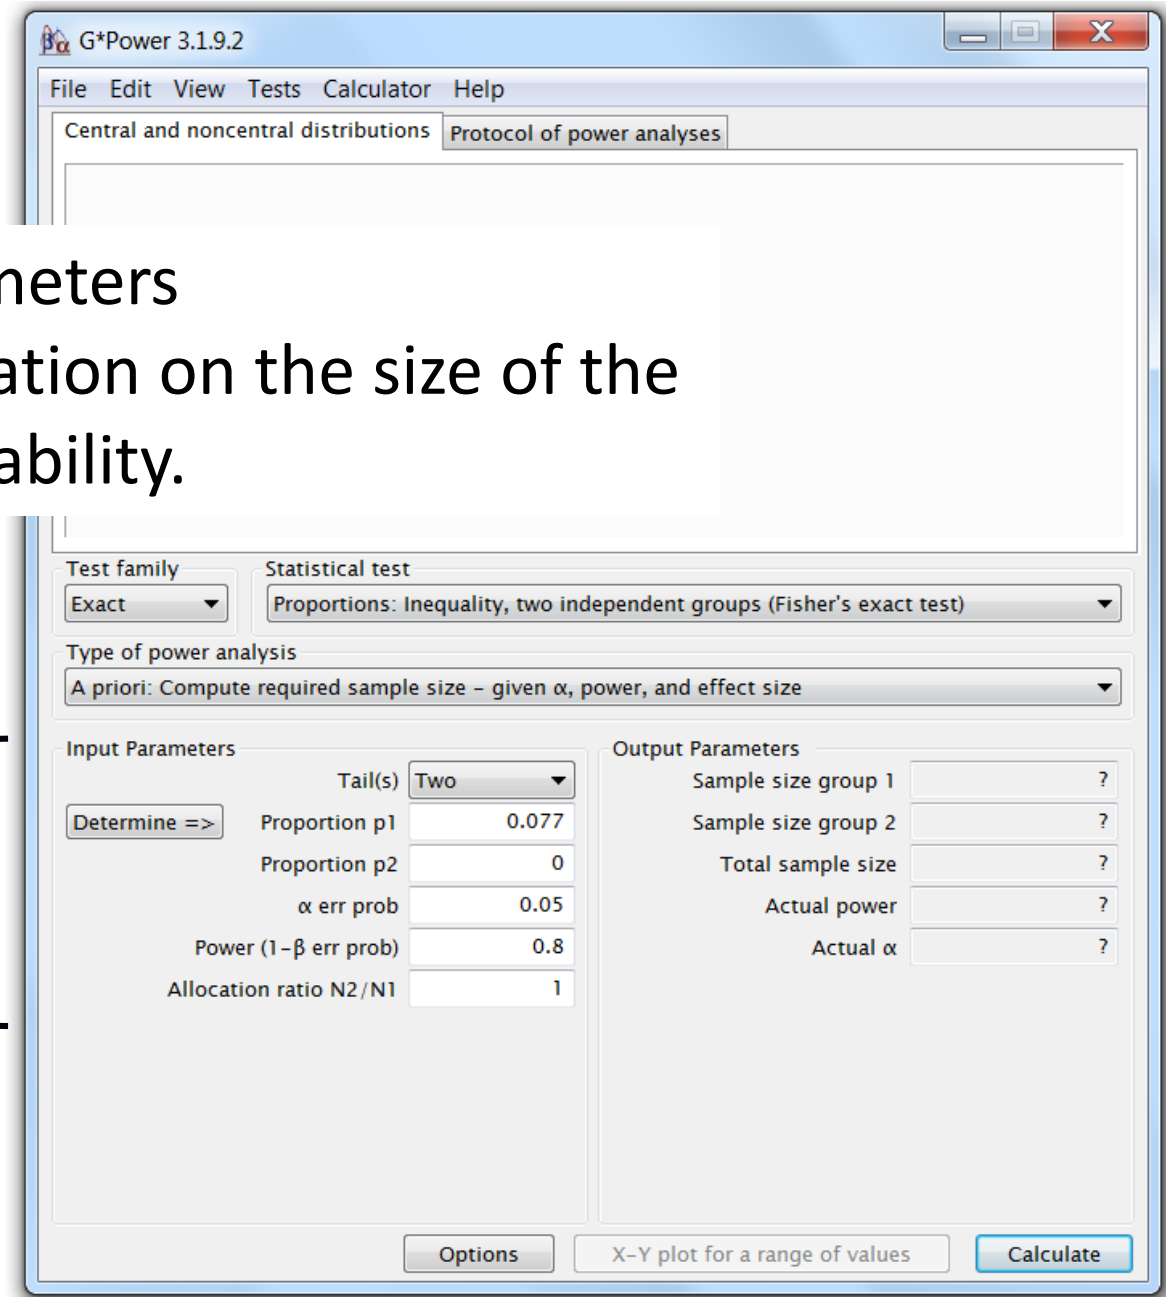 G*Power 3.1.9.2
File Edit View Tests Calculator Help
Central and noncentral distributions Protocol of power analyses
on the size of the
Test family Statistical test
Exact Proportions: Inequality, two independent groups (Fisher's exact test)
Type of power analysis
A priori: Compute required sample size – given α, power, and effect size
Input Parameters Output Parameters
Tail(s) Two Sample size group 1 ?
Determine => Proportion p1 0.077 Sample size group 2 ?
Proportion p2 0 Total sample size ?
α err prob 0.05 Actual power ?
Power (1–β err prob) 0.8 Actual α ?
Allocation ratio N2/N1 1
Options X–Y plot for a range of values Calculate